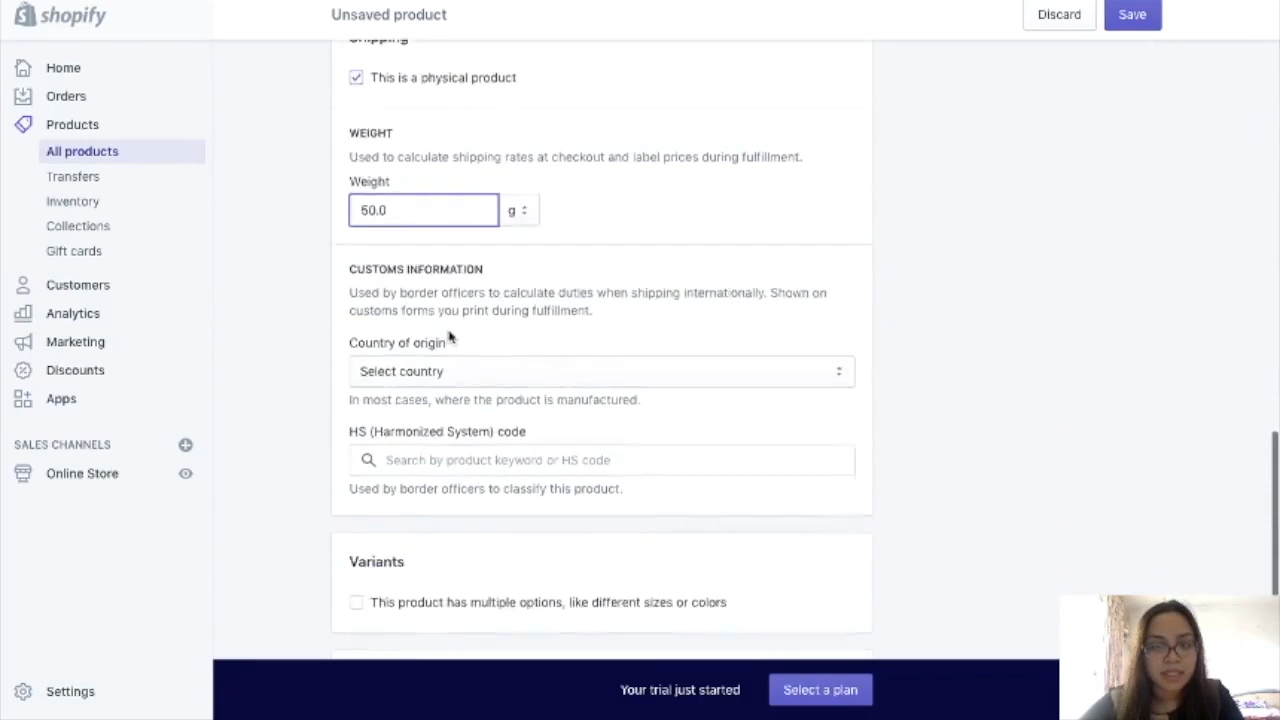 shopify
Unsaved product
Discard
Save
Home
Orders
Products
All products
Transfers
Inventory
Collections
Gift cards
Customers
Analytics
Marketing
Discounts
Apps
SALES CHANNELS
Online Store
Settings
Shipping
This is a physical product
WEIGHT
Used to calculate shipping rates at checkout and label prices during fulfillment.
Weight
50.0
g
CUSTOMS INFORMATION
Used by border officers to calculate duties when shipping internationally. Shown on
customs forms you print during fulfillment.
Country of origin
Select country
In most cases, where the product is manufactured.
HS (Harmonized System) code
Search by product keyword or HS code
Used by border officers to classify this product.
Variants
This product has multiple options, like different sizes or colors
Your trial just started
Select a plan